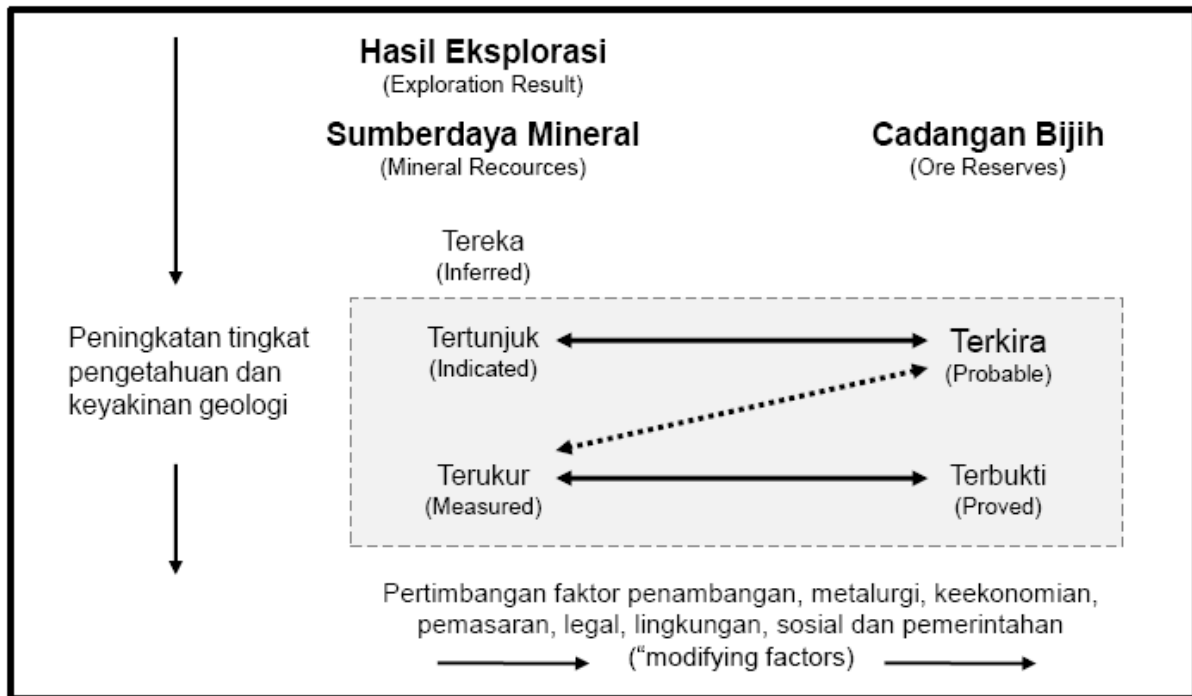 Hasil Eksplorasi
(Exploration Result)
Sumberdaya Mineral
(Mineral Recources)
Cadangan Bijih
(Ore Reserves)
Tereka
(Inferred)
Peningkatan tingkat
pengetahuan dan
keyakinan geologi
Tertunjuk
(Indicated)
Terkira
(Probable)
Terukur
(Measured)
Terbukti
(Proved)
Pertimbangan faktor penambangan, metalurgi, keekonomian,
pemasaran, legal, lingkungan, sosial dan pemerintahan
(“modifying factors)